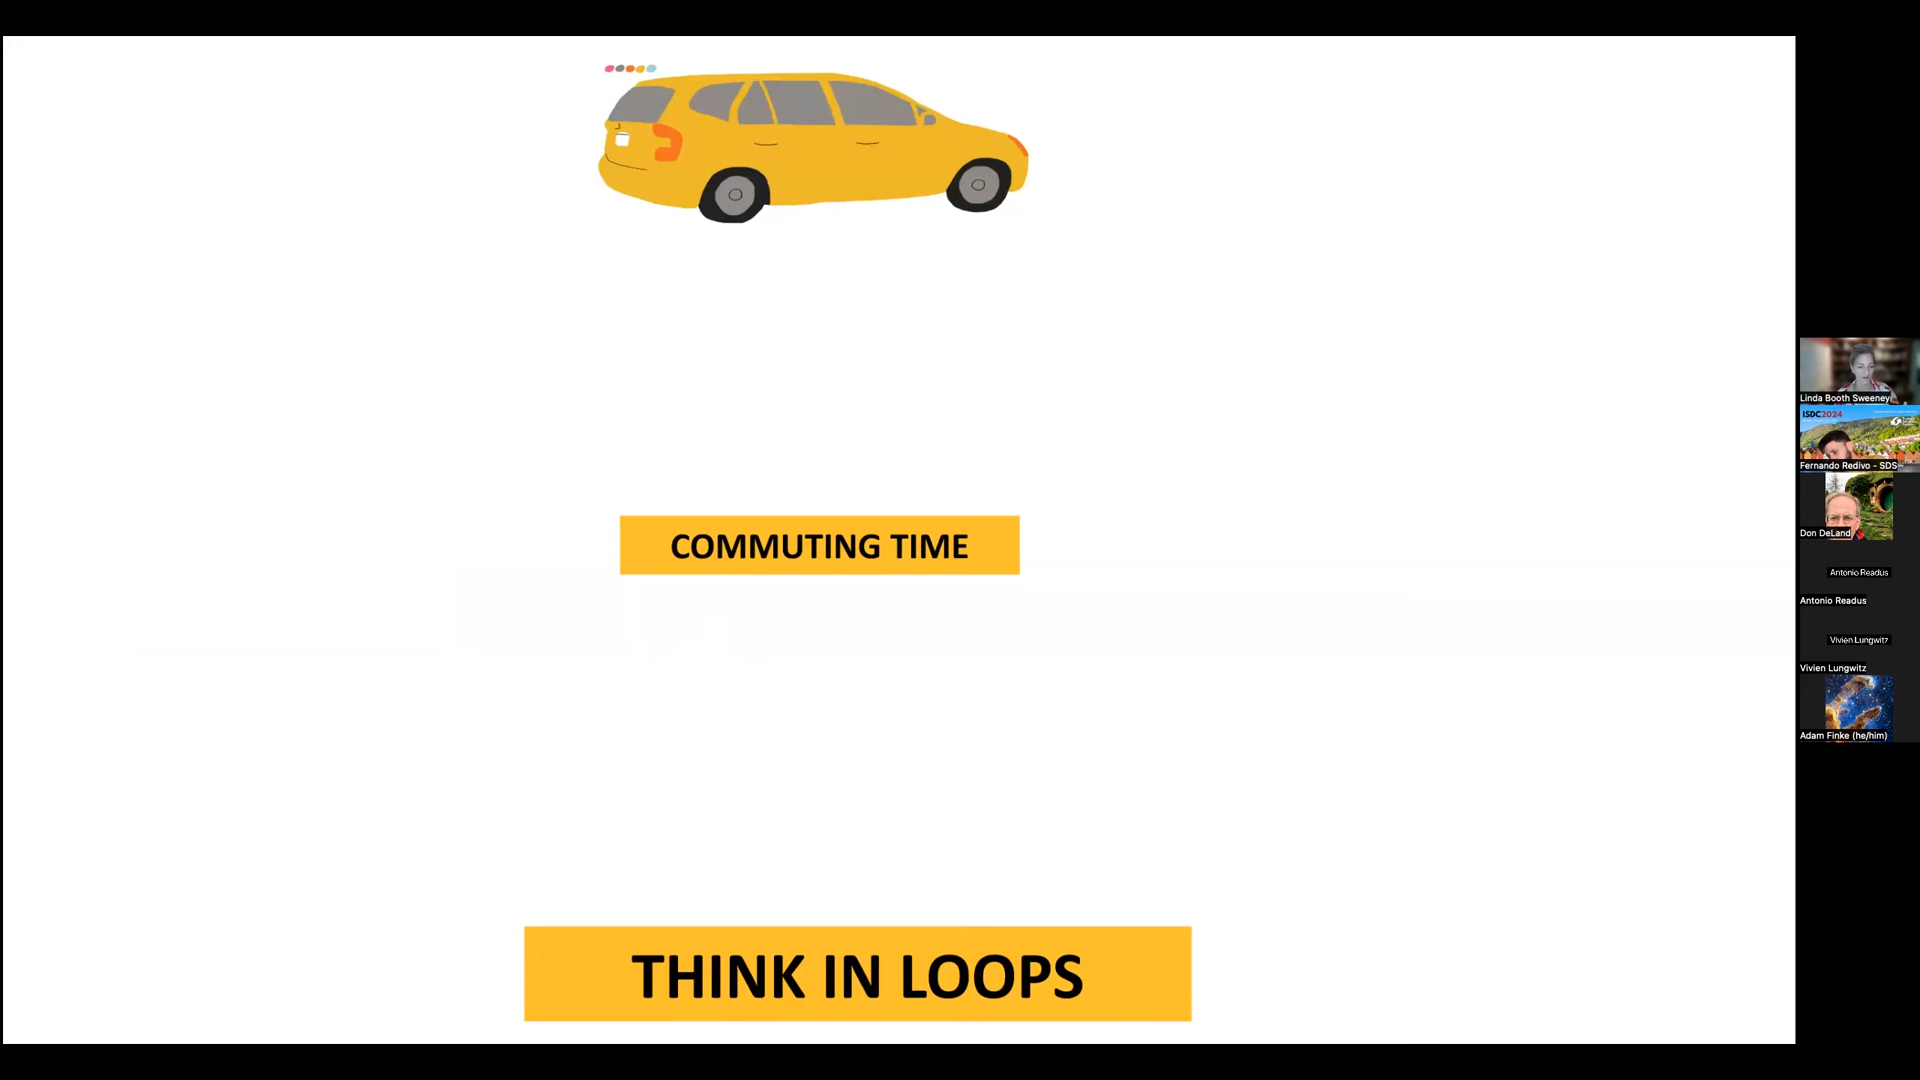 COMMUTING TIME
THINK IN LOOPS
Linda Booth Sweeney
ISDC2024
Fernando Redivo - SDS
Don DeLand
Antonio Readus
Antonio Readus
Vivien Lungwitz
Vivien Lungwitz
Adam Finke (he/him)